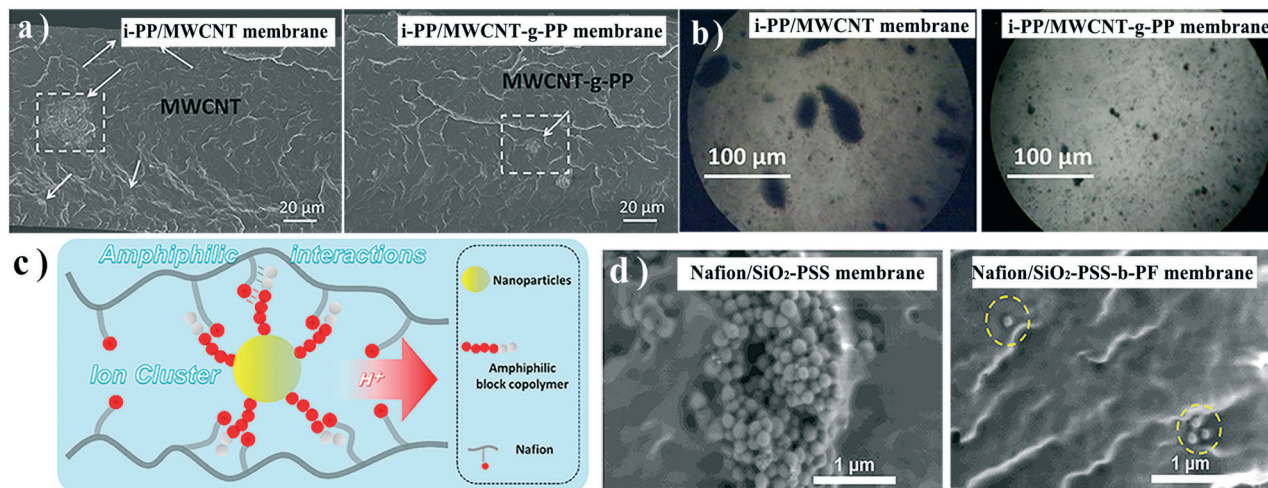 a )
i-PP/MWCNT membrane
MWCNT
20 µm
i-PP/MWCNT-g-PP membrane
MWCNT-g-PP
20 µm
b )
i-PP/MWCNT membrane
100 µm
i-PP/MWCNT-g-PP membrane
100 µm
c )
Amphiphilic interactions
Ion Cluster
H+
Nanoparticles
Amphiphilic
block copolymer
Nafion
d )
Nafion/SiO₂-PSS membrane
1 µm
Nafion/SiO₂-PSS-b-PF membrane
1 µm